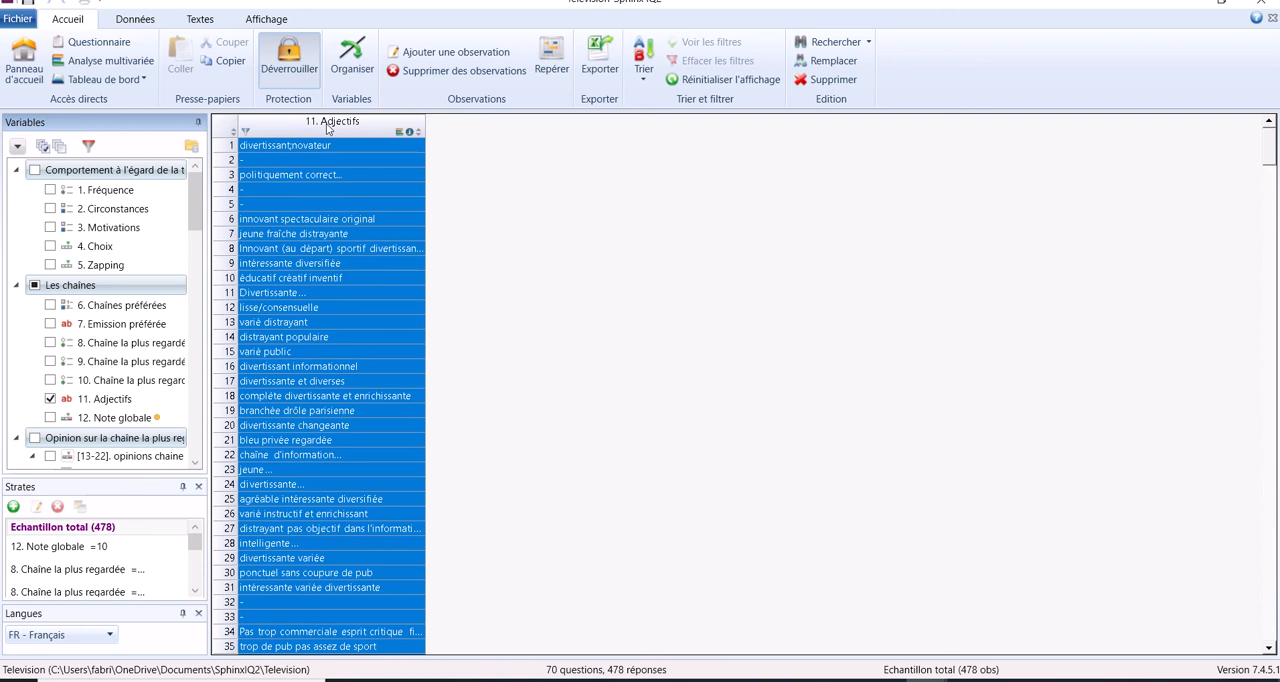 Television-SphinxIQ2
Fichier Accueil Données Textes Affichage
Panneau d'accueil
Questionnaire
Analyse multivariée
Tableau de bord
Accès directs
Coller
Couper
Copier
Presse-papiers
Déverrouiller
Protection
Organiser
Variables
Ajouter une observation
Supprimer des observations
Repérer
Observations
Exporter
Exporter
Trier
Voir les filtres
Effacer les filtres
Réinitialiser l'affichage
Trier et filtrer
Rechercher
Remplacer
Supprimer
Edition
Variables
Comportement à l'égard de la t
1. Fréquence
2. Circonstances
3. Motivations
4. Choix
5. Zapping
Les chaînes
6. Chaînes préférées
ab 7. Emission préférée
8. Chaîne la plus regardé
9. Chaîne la plus regardé
10. Chaîne la plus regarc
ab 11. Adjectifs
12. Note globale
Opinion sur la chaîne la plus reg
[13-22]. opinions chaine
Strates
Echantillon total (478)
12. Note globale =10
8. Chaîne la plus regardée =...
8. Chaîne la plus regardée =...
Langues
FR - Français
11. Adjectifs
1 divertissant;novateur
2 -
3 politiquement correct...
4 -
5 -
6 innovant spectaculaire original
7 jeune fraîche distrayante
8 Innovant (au départ) sportif divertissan...
9 intéressante diversifiée
10 éducatif créatif inventif
11 Divertissante...
12 lisse/consensuelle
13 varié distrayant
14 distrayant populaire
15 varié public
16 divertissant informationnel
17 divertissante et diverses
18 complète divertissante et enrichissante
19 branchée drôle parisienne
20 divertissante changeante
21 bleu privée regardée
22 chaîne d'information...
23 jeune...
24 divertissante...
25 agréable intéressante diversifiée
26 varié instructif et enrichissant
27 distrayant pas objectif dans l'informati...
28 intelligente...
29 divertissante variée
30 ponctuel sans coupure de pub
31 intéressante variée divertissante
32 -
33 -
34 Pas trop commerciale esprit critique fi...
35 trop de pub pas assez de sport
Television (C:\Users\fabri\OneDrive\Documents\SphinxIQ2\Television) 70 questions, 478 réponses Echantillon total (478 obs) Version 7.4.5.1